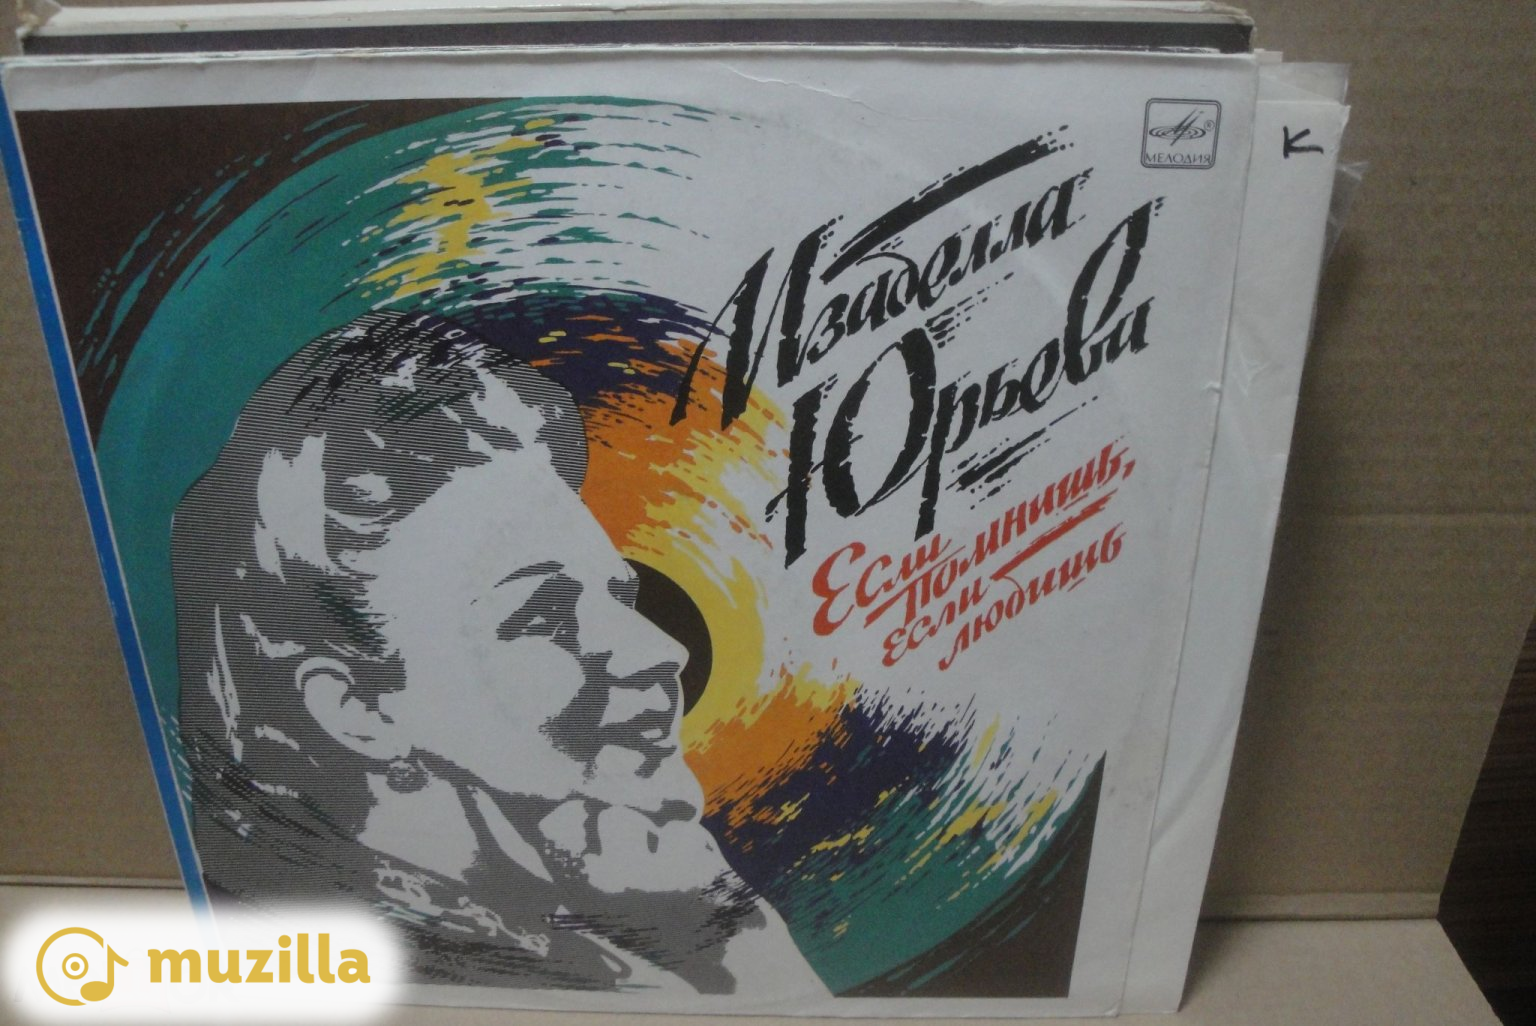 МЕЛОДИЯ
®
К
Изабелла
Юрьева
Если
помнишь,
если
любишь
muzilla